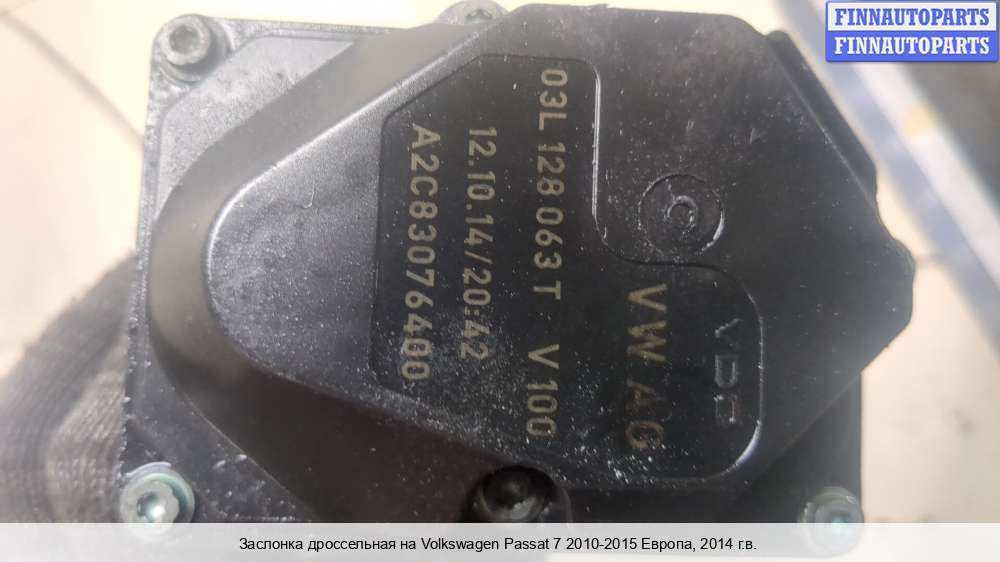 FINNAUTOPARTS
FINNAUTOPARTS
VDO
VW AG
03L 128 063 T V100
12.10.14/20:42
A2C83076400
Заслонка дроссельная на Volkswagen Passat 7 2010-2015 Европа, 2014 г.в.